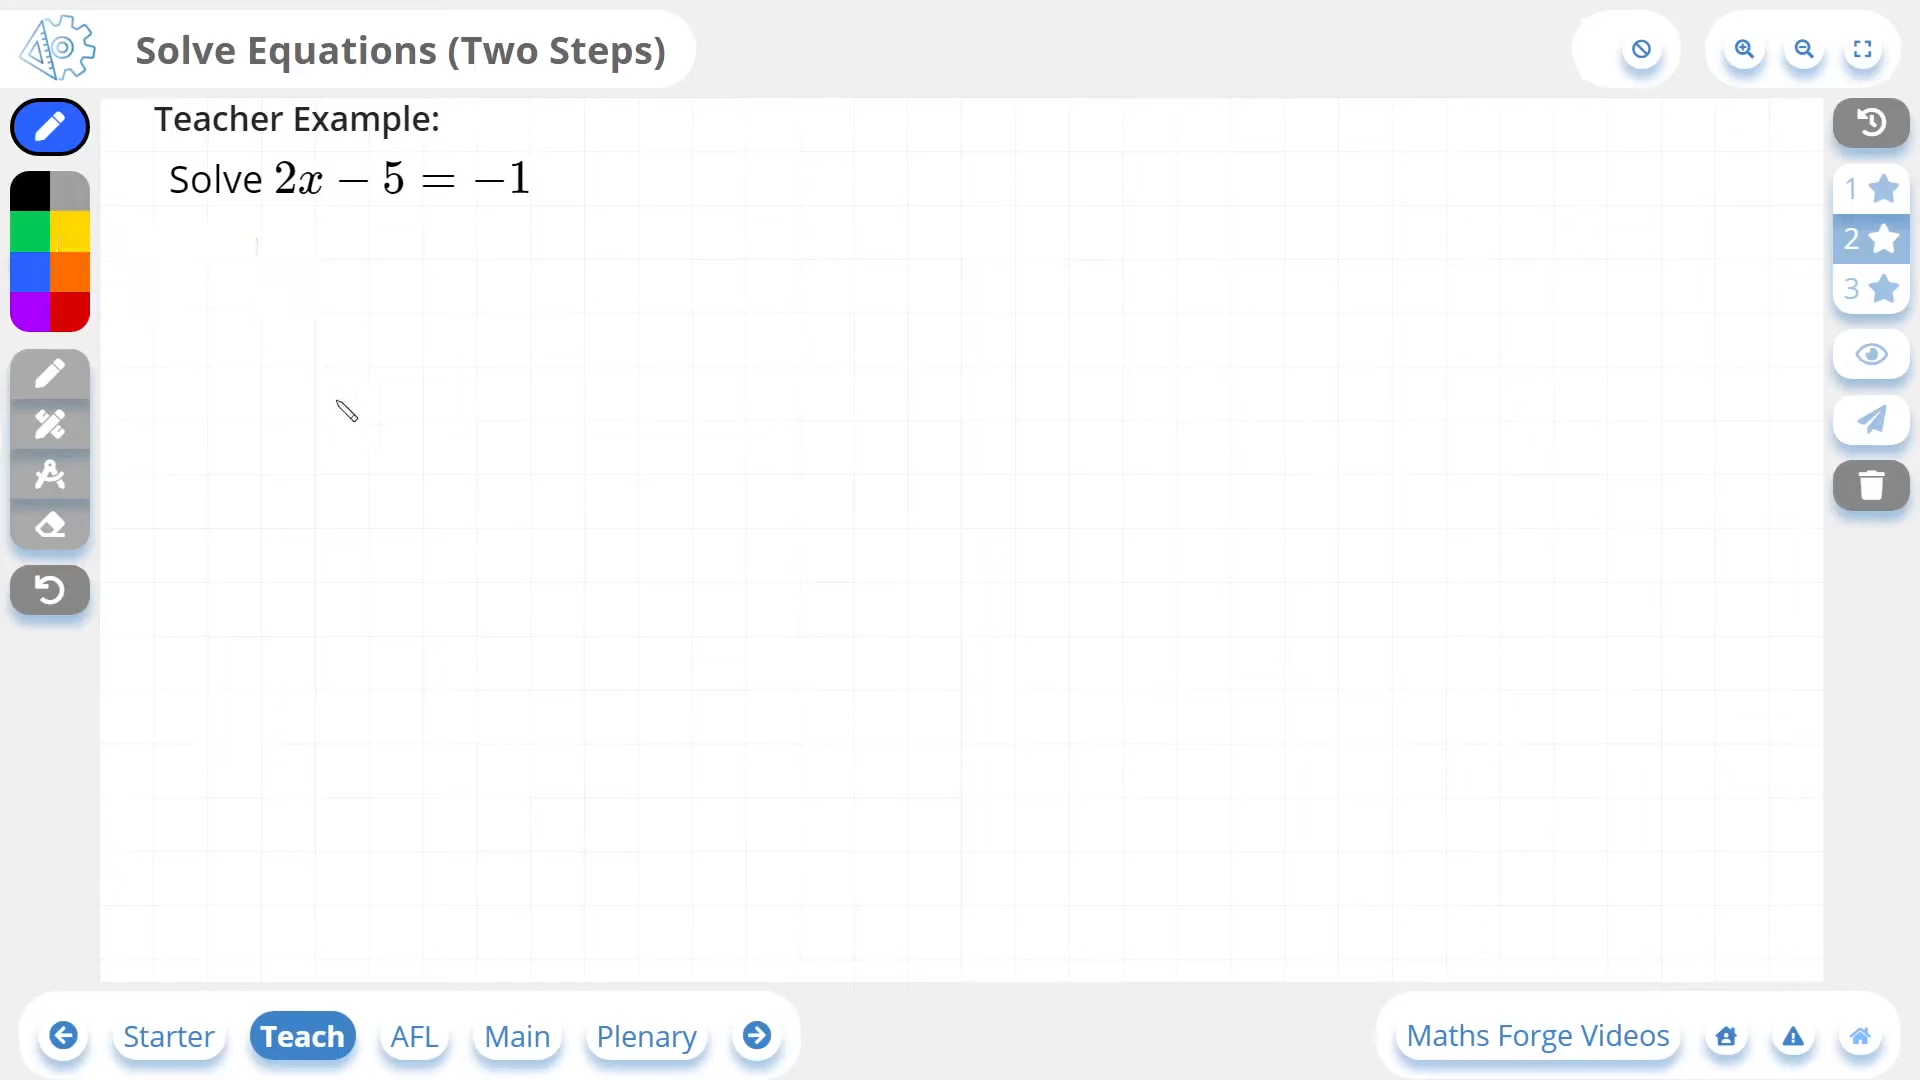 Solve Equations (Two Steps)
Teacher Example:
Solve 2x − 5 = −1
1
2
3
Starter
Teach
AFL
Main
Plenary
Maths Forge Videos